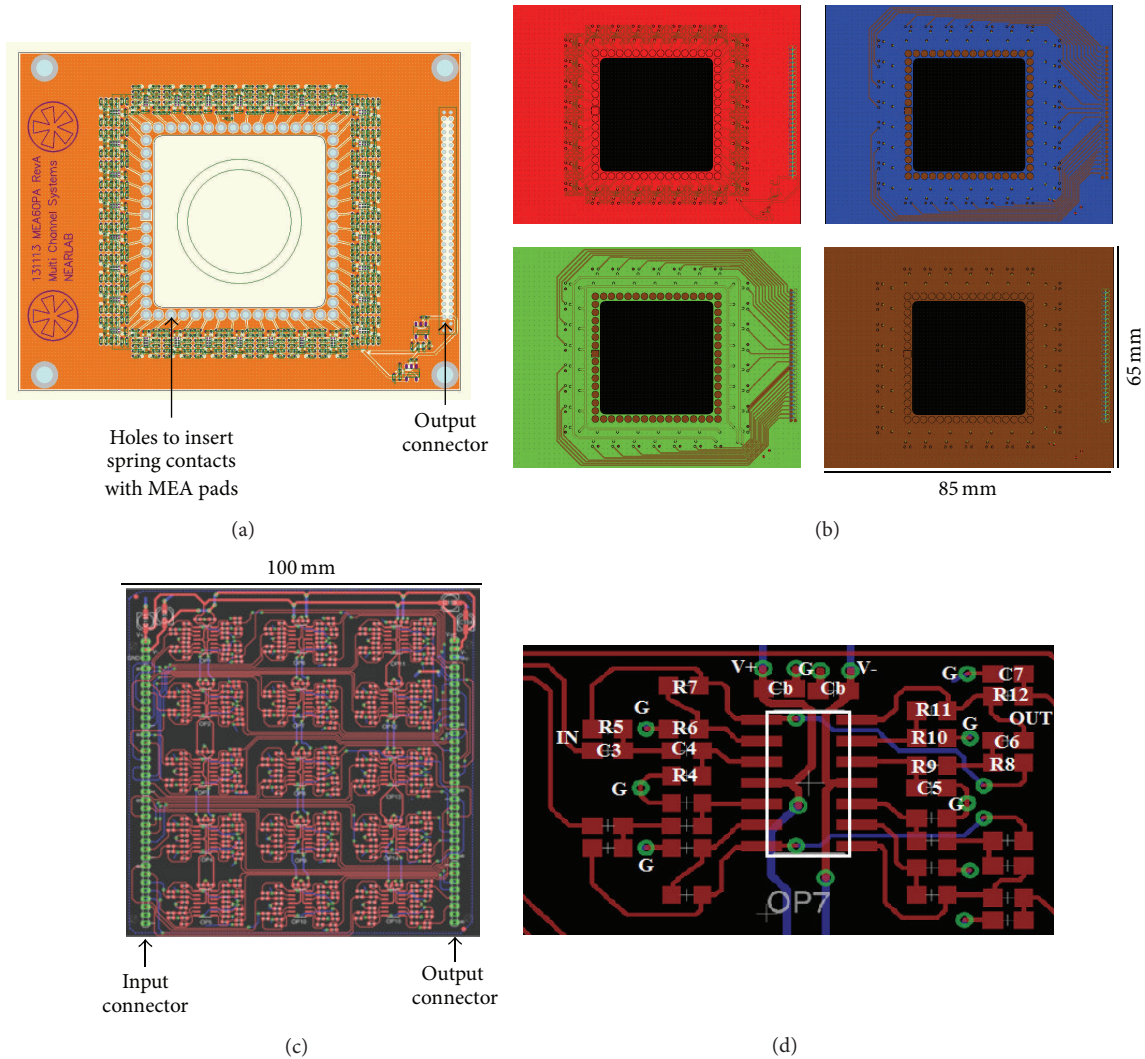 131113 MEA60PA RevA
Multi Channel Systems
NEARLAB
Holes to insert
spring contacts
with MEA pads
Output
connector
(a)
65 mm
85 mm
(b)
100 mm
Input
connector
Output
connector
(c)
V+ G V-
Cb Cb
R7
G
R5 R6
IN
C3 C4
R4
G
G
G C7
R12
R11
OUT
R10 G
C6
R9 R8
C5
G
OP7
(d)